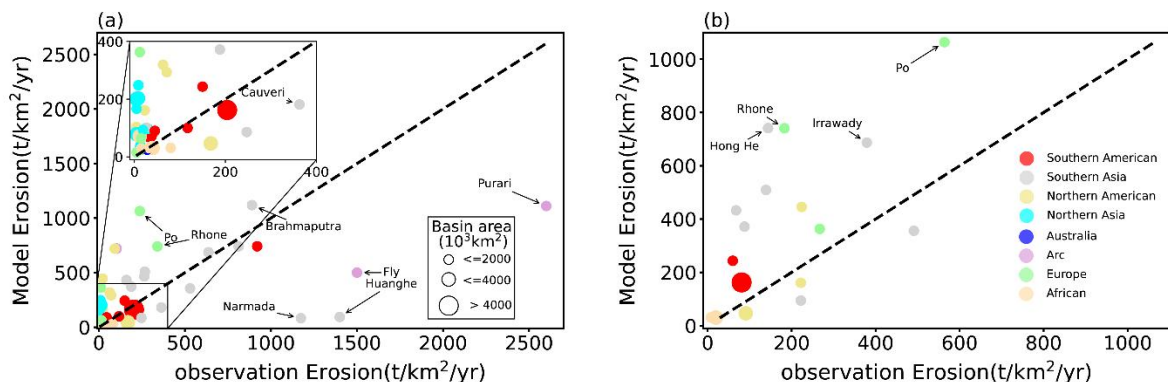 (a)
Model Erosion(t/km²/yr)
2500
2000
1500
1000
500
0
400
200
0
0
200
400
Cauveri
Po
Rhone
Brahmaputra
Purari
Fly
Huanghe
Narmada
Basin area
(10³km²)
<=2000
<=4000
> 4000
0
500
1000
1500
2000
2500
observation Erosion(t/km²/yr)
(b)
Model Erosion(t/km²/yr)
1000
800
600
400
200
0
Po
Rhone
Hong He
Irrawady
Southern American
Southern Asia
Northern American
Northern Asia
Australia
Arc
Europe
African
0
200
400
600
800
1000
observation Erosion(t/km²/yr)